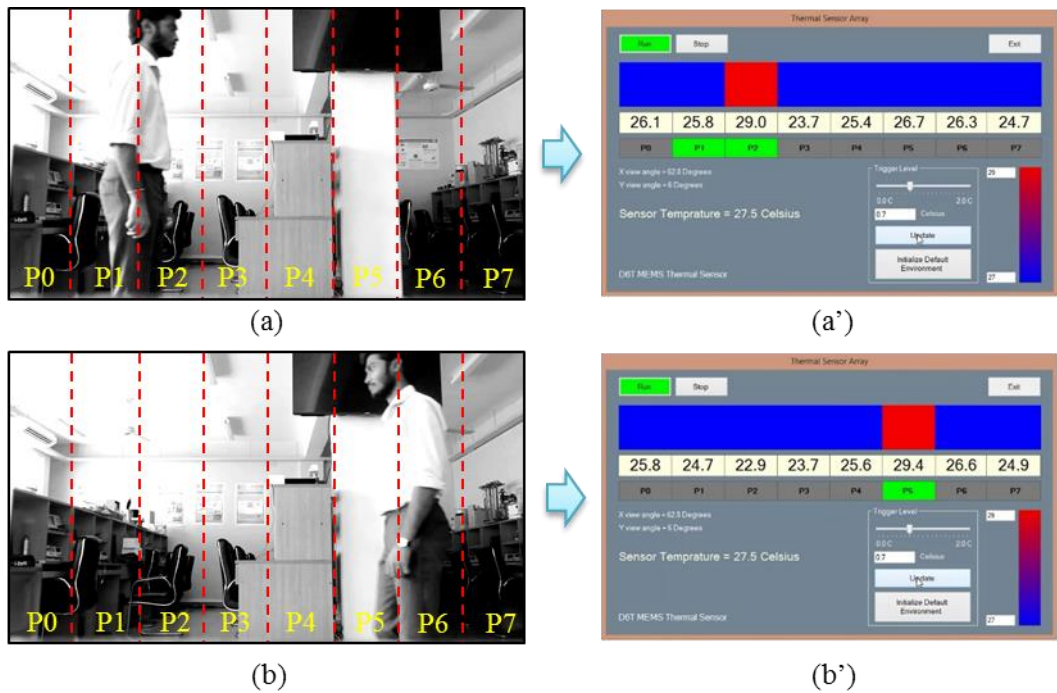 P0 P1 P2 P3 P4 P5 P6 P7
(a)
Thermal Sensor Array
Run Stop Exit
26.1 25.8 29.0 23.7 25.4 26.7 26.3 24.7
P0 P1 P2 P3 P4 P5 P6 P7
X view angle = 62.8 Degrees
Y view angle = 6 Degrees
Sensor Temprature = 27.5 Celsius
D6T MEMS Thermal Sensor
Trigger Level
0.0 C 2.0 C
0.7 Celsius
Update
Initialize Default
Environment
29
27
(a’)
P0 P1 P2 P3 P4 P5 P6 P7
(b)
Thermal Sensor Array
Run Stop Exit
25.8 24.7 22.9 23.7 25.6 29.4 26.6 24.9
P0 P1 P2 P3 P4 P5 P6 P7
X view angle = 62.8 Degrees
Y view angle = 6 Degrees
Sensor Temprature = 27.5 Celsius
D6T MEMS Thermal Sensor
Trigger Level
0.0 C 2.0 C
0.7 Celsius
Update
Initialize Default
Environment
27
(b’)